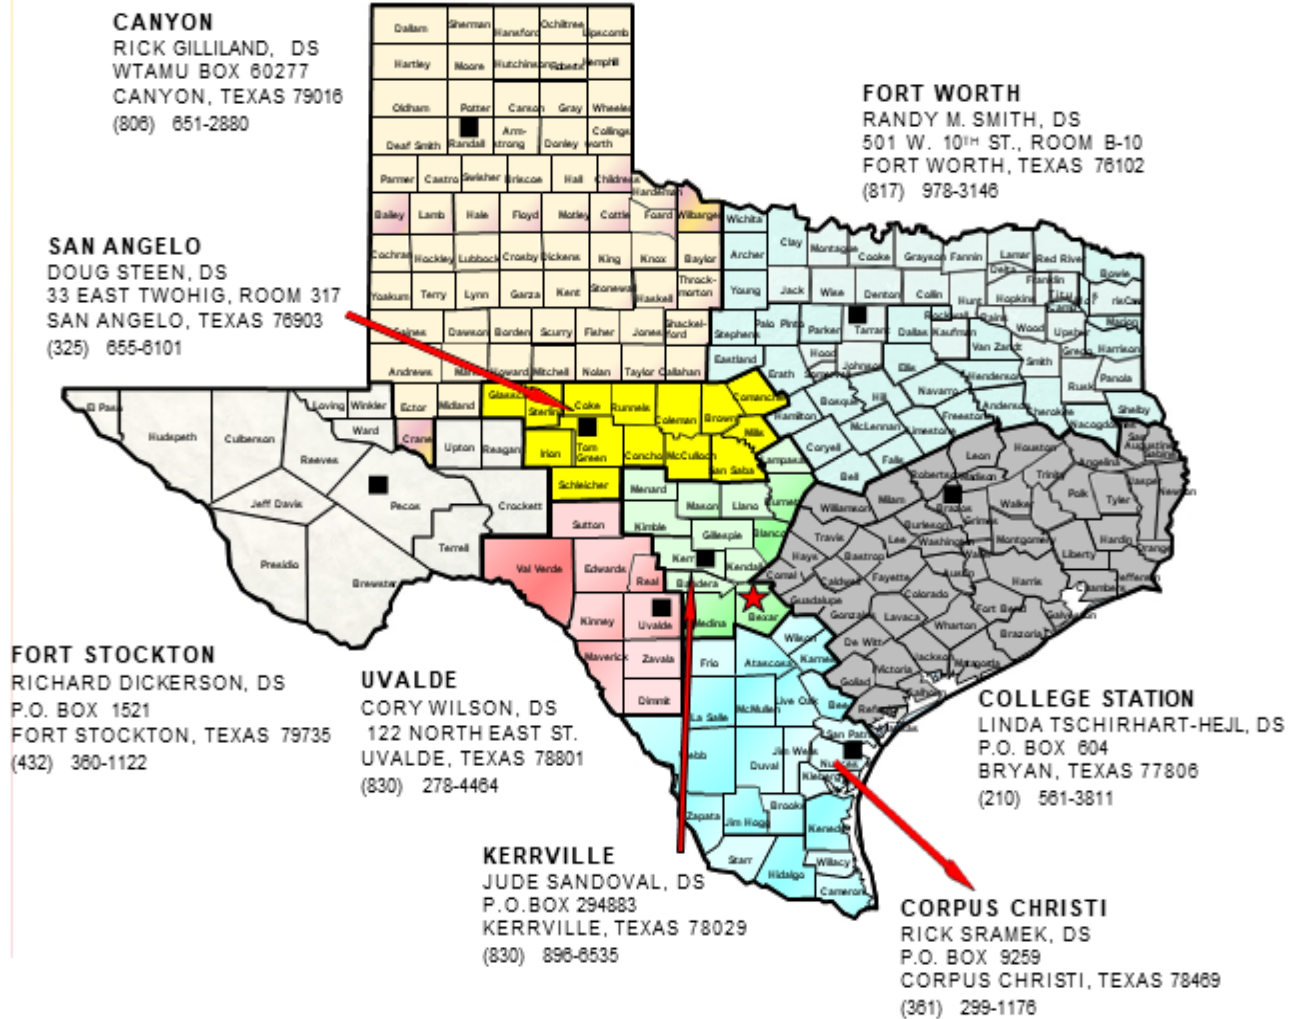 CANYON
RICK GILLILAND, DS
WTAMU BOX 60277
CANYON, TEXAS 79016
(806) 651-2880
FORT WORTH
RANDY M. SMITH, DS
501 W. 10TH ST., ROOM B-10
FORT WORTH, TEXAS 76102
(817) 978-3146
SAN ANGELO
DOUG STEEN, DS
33 EAST TWOHIG, ROOM 317
SAN ANGELO, TEXAS 76903
(325) 655-6101
Dallam Sherman Hansford Ochiltree Lipscomb
Hartley Moore Hutchinson Roberts Hemphill
Oldham Potter Carson Gray Wheeler
Deaf Smith Randall Arm-strong Donley Collingsworth
Parmer Castro Swisher Briscoe Hall Childress
Hardeman
Bailey Lamb Hale Floyd Motley Cottle Foard Wilbarger Wichita
Cochran Hockley Lubbock Crosby Dickens King Knox Baylor Archer Clay Montague Cooke Grayson Fannin Lamar Red River Bowie
Delta Franklin
Yoakum Terry Lynn Garza Kent Stonewall Haskell Throck-morton Young Jack Wise Denton Collin Hunt Hopkins
Gaines Dawson Borden Scurry Fisher Jones Shackel-ford Stephens Palo Pinto Parker Tarrant Dallas Rockwall Kaufman Rains Wood Upshur Marion
Van Zandt Smith Gregg Harrison
Andrews Howard Mitchell Nolan Taylor Callahan Eastland Erath Hood Johnson Ellis Henderson Rusk Panola
El Paso Loving Winkler Ector Midland Sterling Coke Runnels Coleman Brown Comanche Hamilton Bosque Hill Navarro Freestone Anderson Cherokee Shelby
Nacogdoches
Hudspeth Culberson Reeves Ward Crane Upton Reagan Irion Tom Green Concho McCulloch San Saba Mills Lampasas Coryell McLennan Limestone Falls Bell
Leon Houston Angelina San Augustine Sabine
Jeff Davis Pecos Crockett Schleicher Menard Mason Llano Burnet Williamson Milam Robertson Madison Brazos Trinity Polk Tyler Jasper Newton
Sutton Kimble Gillespie Blanco Travis Lee Burleson Washington Grimes Walker Montgomery Liberty Hardin Orange
Presidio Brewster Terrell Val Verde Edwards Real Kerr Kendall Bandera Hays Comal Caldwell Bastrop Fayette Austin Harris Chambers Jefferson
Kinney Uvalde Medina Bexar Guadalupe Gonzales Lavaca Colorado Wharton Fort Bend Brazoria Galveston
Maverick Zavala Frio Atascosa Wilson Karnes De Witt Jackson Matagorda Victoria Goliad Calhoun
Dimmit La Salle McMullen Live Oak Bee
San Patricio
Webb Duval Jim Wells Nueces Kleberg
Zapata Jim Hogg Brooks Kenedy
Starr Hidalgo Willacy Cameron
FORT STOCKTON
RICHARD DICKERSON, DS
P.O. BOX 1521
FORT STOCKTON, TEXAS 79735
(432) 360-1122
UVALDE
CORY WILSON, DS
122 NORTH EAST ST.
UVALDE, TEXAS 78801
(830) 278-4464
COLLEGE STATION
LINDA TSCHIRHART-HEJL, DS
P.O. BOX 604
BRYAN, TEXAS 77806
(210) 561-3811
KERRVILLE
JUDE SANDOVAL, DS
P.O.BOX 294883
KERRVILLE, TEXAS 78029
(830) 896-6535
CORPUS CHRISTI
RICK SRAMEK, DS
P.O. BOX 9259
CORPUS CHRISTI, TEXAS 78469
(361) 299-1176